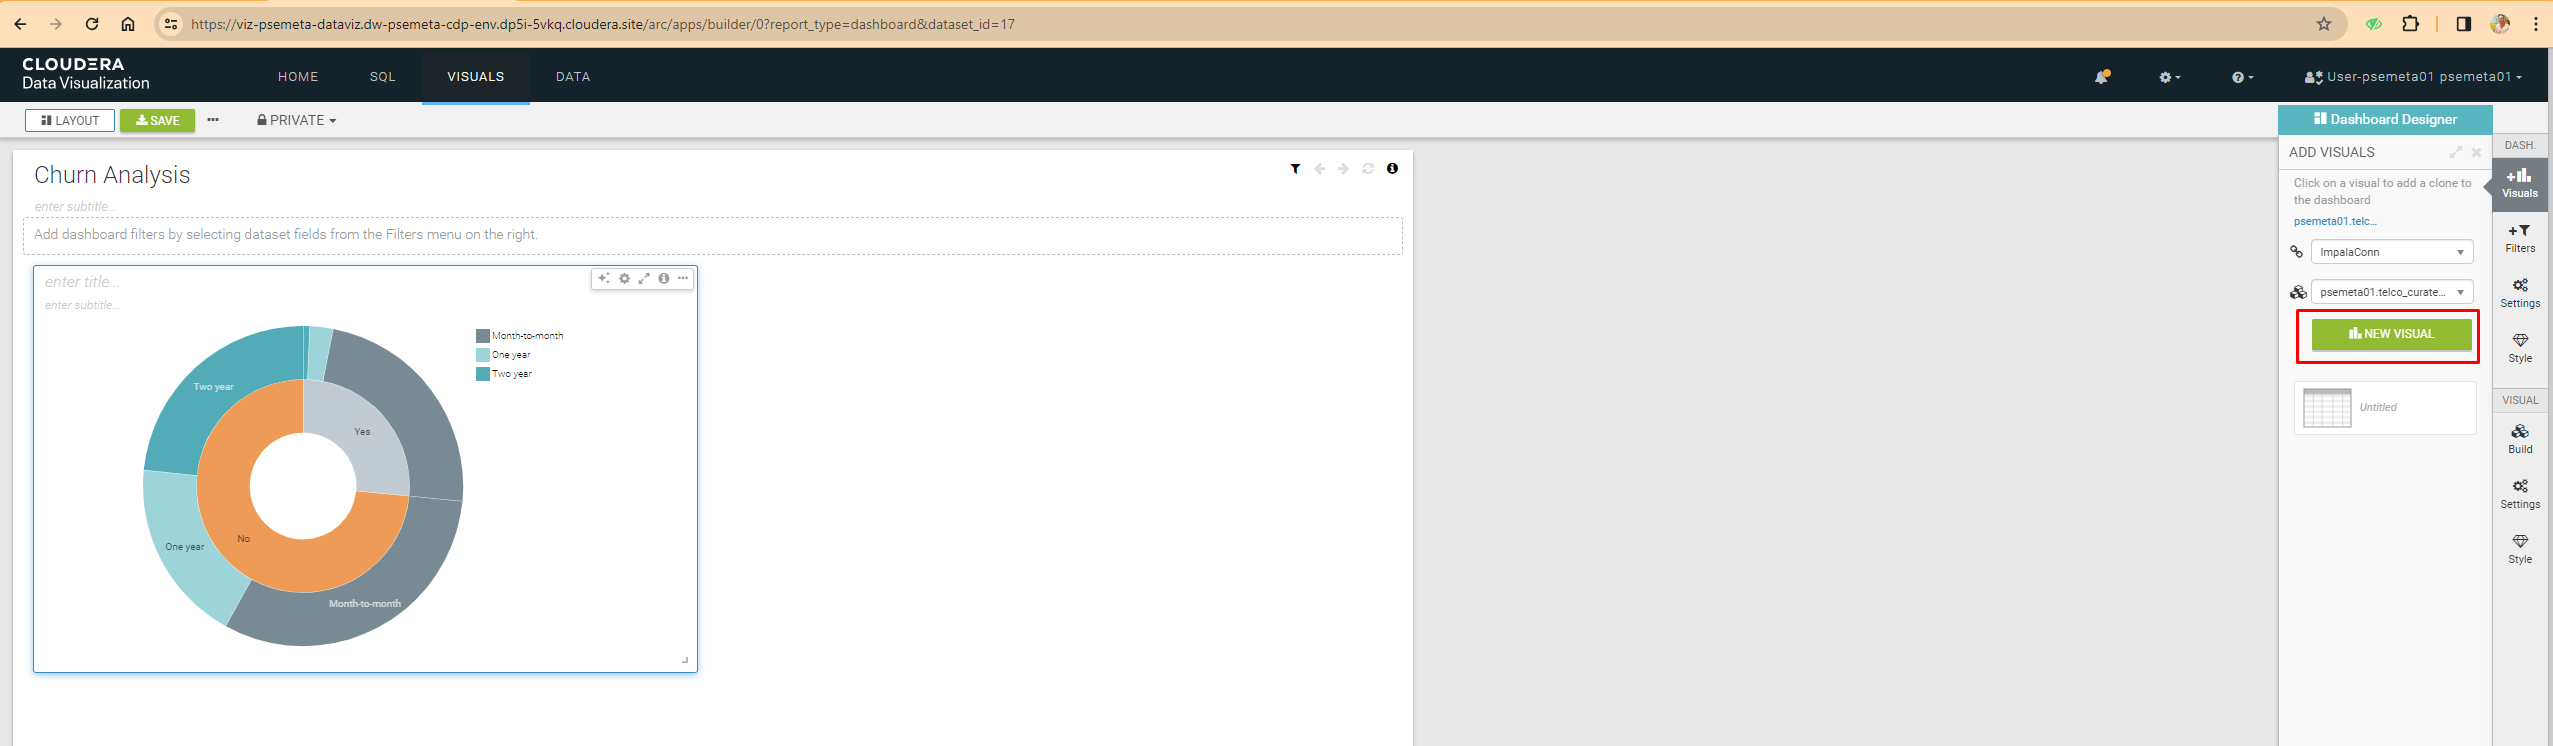 https://viz-psemeta-dataviz.dw-psemeta-cdp-env.dp5i-5vkq.cloudera.site/arc/apps/builder/0?report_type=dashboard&dataset_id=17
CLOUDERA
Data Visualization
HOME
SQL
VISUALS
DATA
User-psemeta01 psemeta01
LAYOUT
SAVE
PRIVATE
Churn Analysis
enter subtitle...
Add dashboard filters by selecting dataset fields from the Filters menu on the right.
enter title...
enter subtitle...
Month-to-month
One year
Two year
Two year
Yes
One year
No
Month-to-month
Dashboard Designer
ADD VISUALS
Click on a visual to add a clone to
the dashboard
psemeta01.telc...
ImpalaConn
psemeta01.telco_curate...
NEW VISUAL
Untitled
DASH.
Visuals
Filters
Settings
Style
VISUAL
Build
Settings
Style